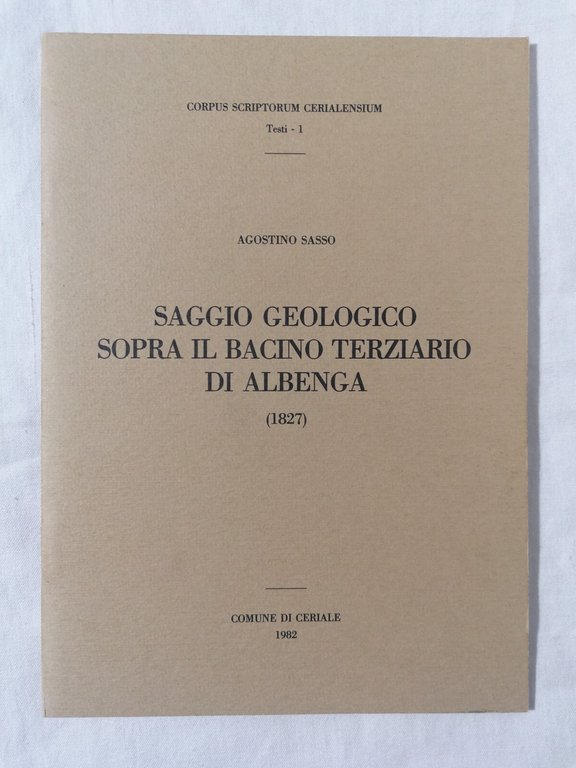 CORPUS SCRIPTORUM CERIALENSIUM
Testi - 1
AGOSTINO SASSO
SAGGIO GEOLOGICO
SOPRA IL BACINO TERZIARIO
DI ALBENGA
(1827)
COMUNE DI CERIALE
1982